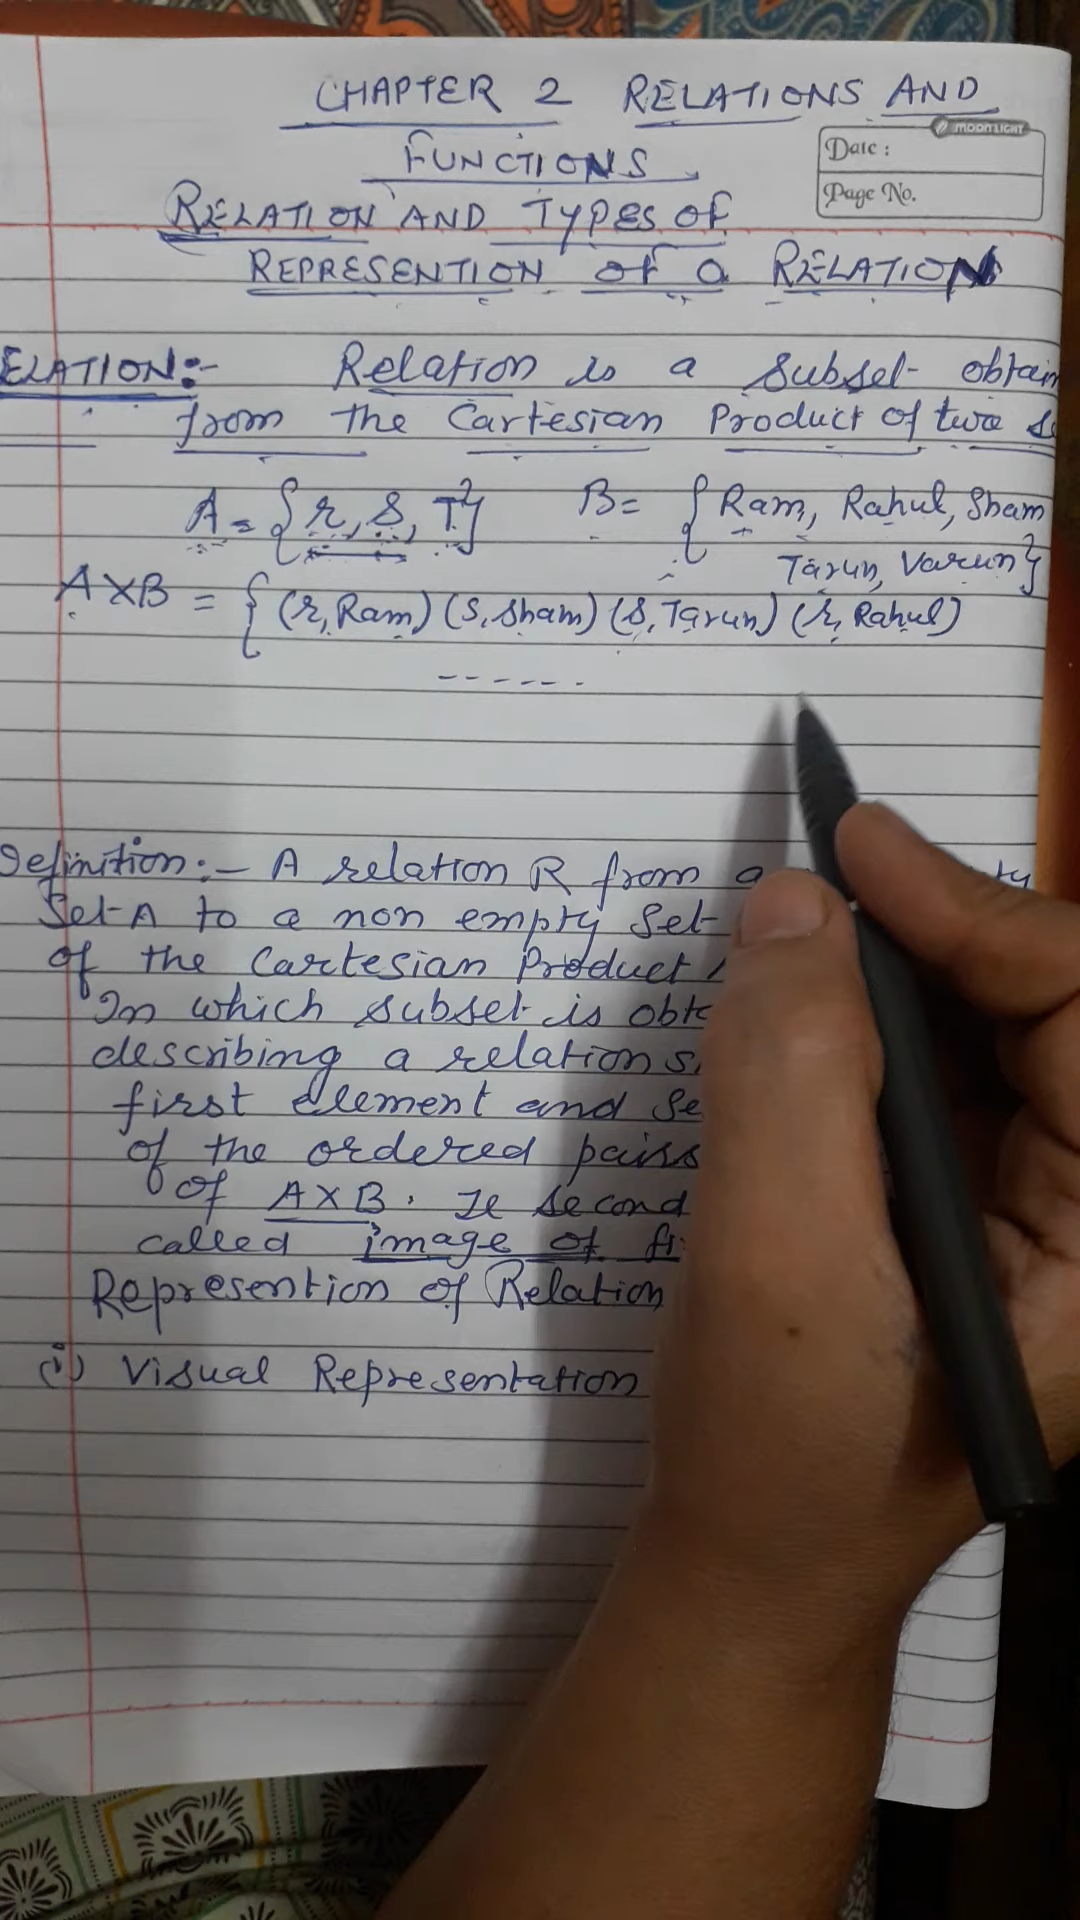 CHAPTER 2 RELATIONS AND
MOONLIGHT
FUNCTIONS
Date :
Page No.
RELATION AND TYPES OF
REPRESENTION OF a RELATION
ELATION:- Relation is a subset obtain
from the Cartesian Product of two
A = {r, S, T} B = {Ram, Rahul, Sham
Tarun, Varun}
AXB = { (r, Ram) (S, Sham) (S, Tarun) (r, Rahul)
------
Definition:- A relation R from a
Set A to a non empty Set
of the Cartesian Product
In which subset is
describing a relation
first element and
of the ordered pairs
of AXB. second
called image of
Represention of Relation
(i) Visual Representation